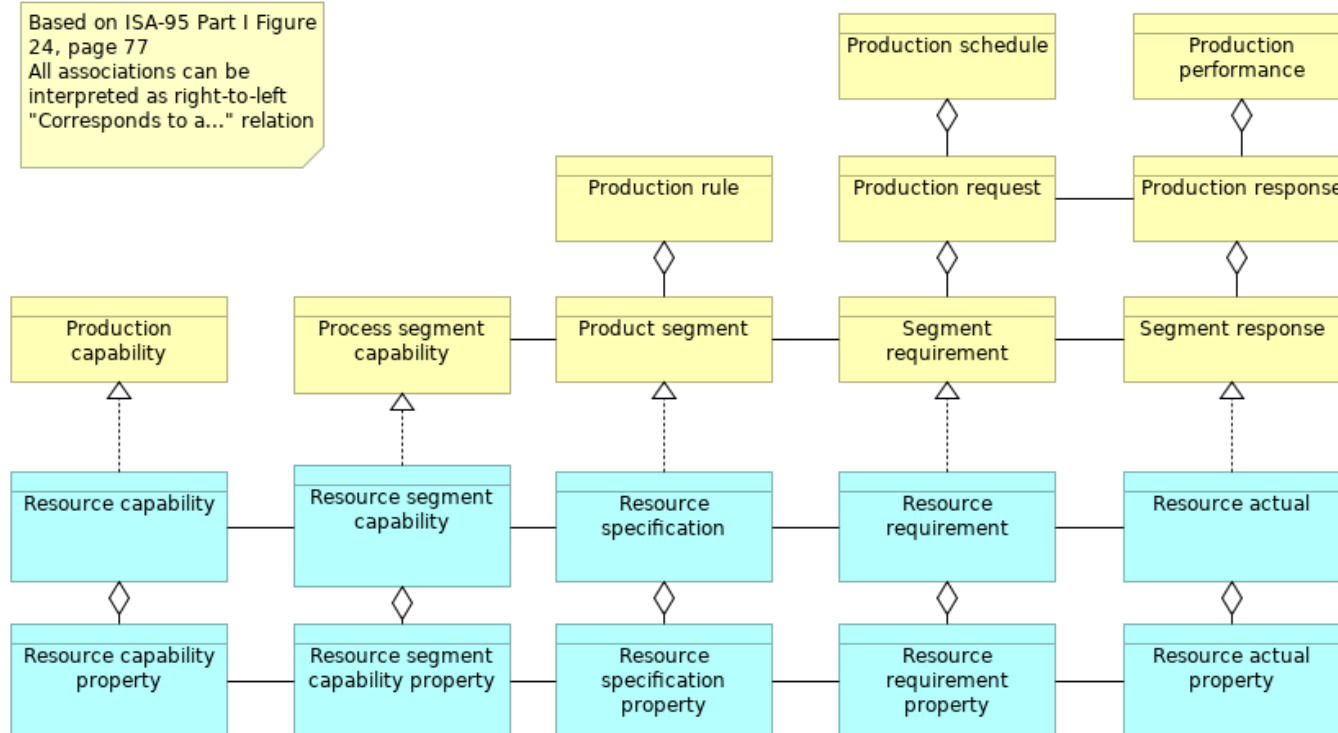 Based on ISA-95 Part I Figure
24, page 77
All associations can be
interpreted as right-to-left
"Corresponds to a..." relation
Production schedule
Production
performance
Production rule
Production request
Production response
Production
capability
Process segment
capability
Product segment
Segment
requirement
Segment response
Resource capability
Resource segment
capability
Resource
specification
Resource
requirement
Resource actual
Resource capability
property
Resource segment
capability property
Resource
specification
property
Resource
requirement
property
Resource actual
property